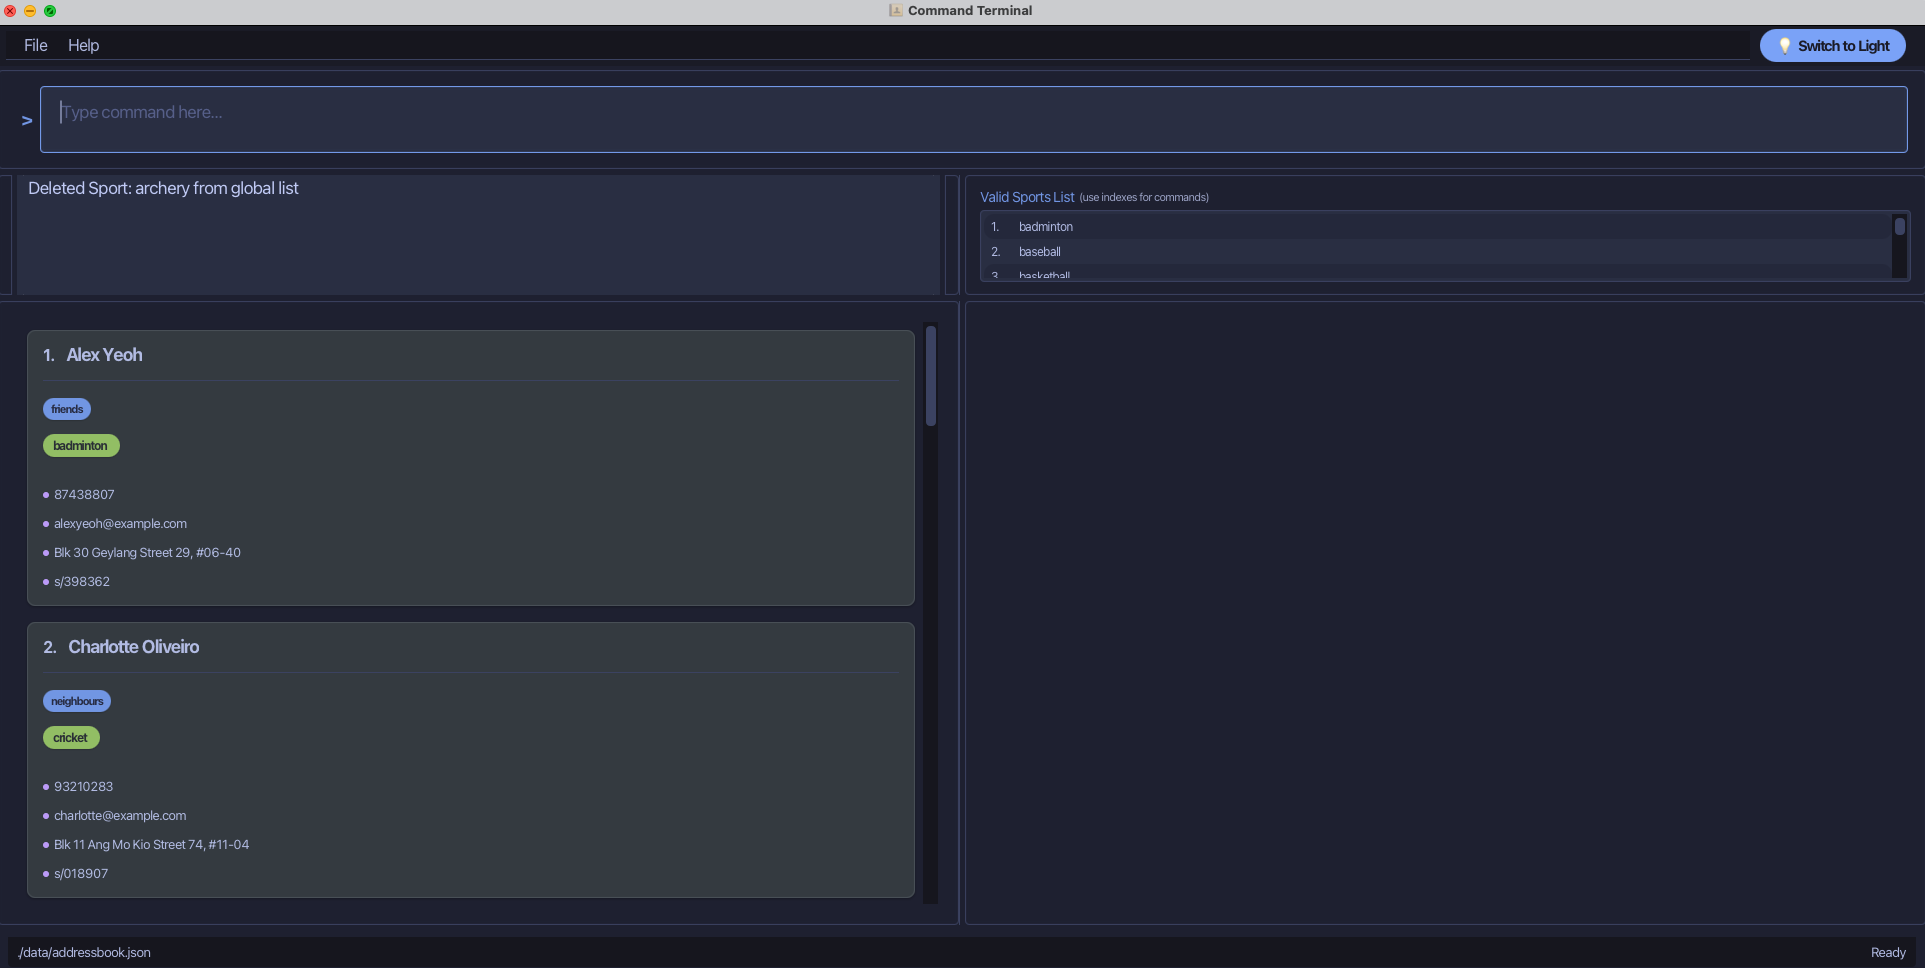 Command Terminal
File Help
💡 Switch to Light
> Type command here...
Deleted Sport: archery from global list
Valid Sports List (use indexes for commands)
1. badminton
2. baseball
3. basketball
1. Alex Yeoh
friends
badminton
87438807
alexyeoh@example.com
Blk 30 Geylang Street 29, #06-40
s/398362
2. Charlotte Oliveiro
neighbours
cricket
93210283
charlotte@example.com
Blk 11 Ang Mo Kio Street 74, #11-04
s/018907
./data/addressbook.json
Ready